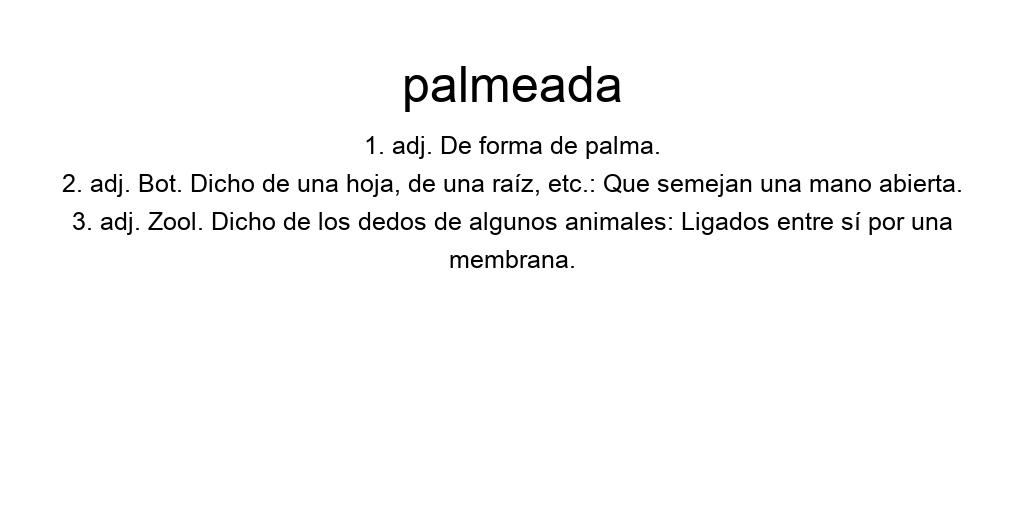 palmeada
1. adj. De forma de palma.
2. adj. Bot. Dicho de una hoja, de una raíz, etc.: Que semejan una mano abierta.
3. adj. Zool. Dicho de los dedos de algunos animales: Ligados entre sí por una
membrana.